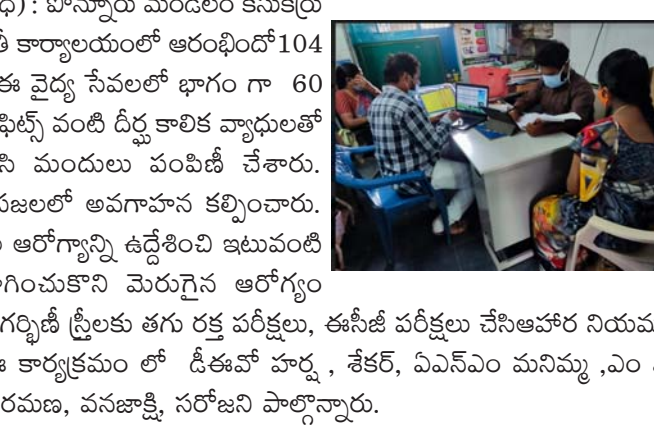 ధి) : పొన్నూరు మండలం కసుకర్రు
తీ కార్యాలయంలో ఆరంభిందో104
ఈ వైద్య సేవలలో భాగం గా 60
ఫిట్స్ వంటి దీర్ఘ కాలిక వ్యాధులతో
సి మందులు పంపిణీ చేశారు.
ప్రజలలో అవగాహన కల్పించారు.
ల ఆరోగ్యాన్ని ఉద్దేశించి ఇటువంటి
గించుకొని మెరుగైన ఆరోగ్యం
గర్భిణీ స్త్రీలకు తగు రక్త పరీక్షలు, ఈసీజీ పరీక్షలు చేసిఆహార నియమ
ఈ కార్యక్రమం లో డీఈవో హర్ష , శేకర్, ఏఎన్ఎం మనిమ్మ ,ఎం
రమణ, వనజాక్షి, సరోజని పాల్గొన్నారు.